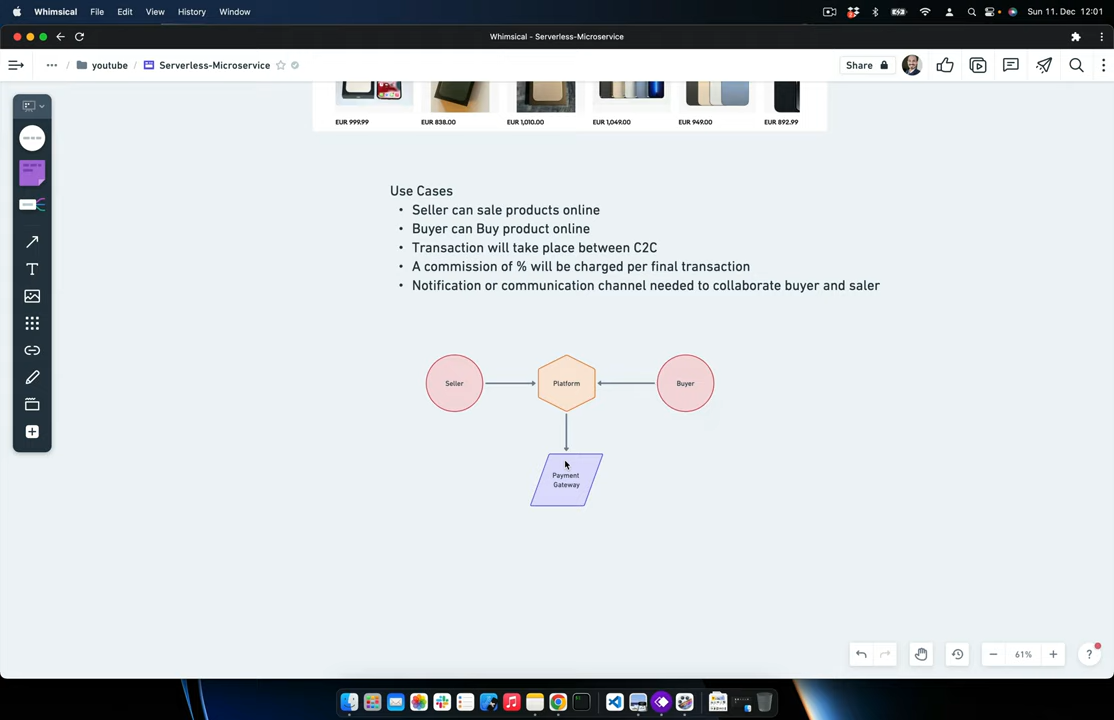 Whimsical File Edit View History Window Sun 11. Dec 12:01
Whimsical - Serverless-Microservice
··· / youtube / Serverless-Microservice Share
EUR 999.99 EUR 838.00 EUR 1,010.00 EUR 1,049.00 EUR 949.00 EUR 892.99
Use Cases
• Seller can sale products online
• Buyer can Buy product online
• Transaction will take place between C2C
• A commission of % will be charged per final transaction
• Notification or communication channel needed to collaborate buyer and saler
Seller Platform Buyer
Payment
Gateway
61%